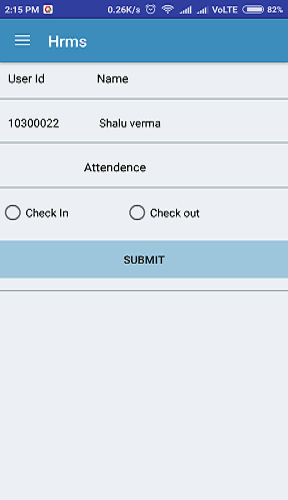 2:15 PM 0.26K/s VoLTE 82%
Hrms
User Id Name
10300022 Shalu verma
Attendence
Check In Check out
SUBMIT